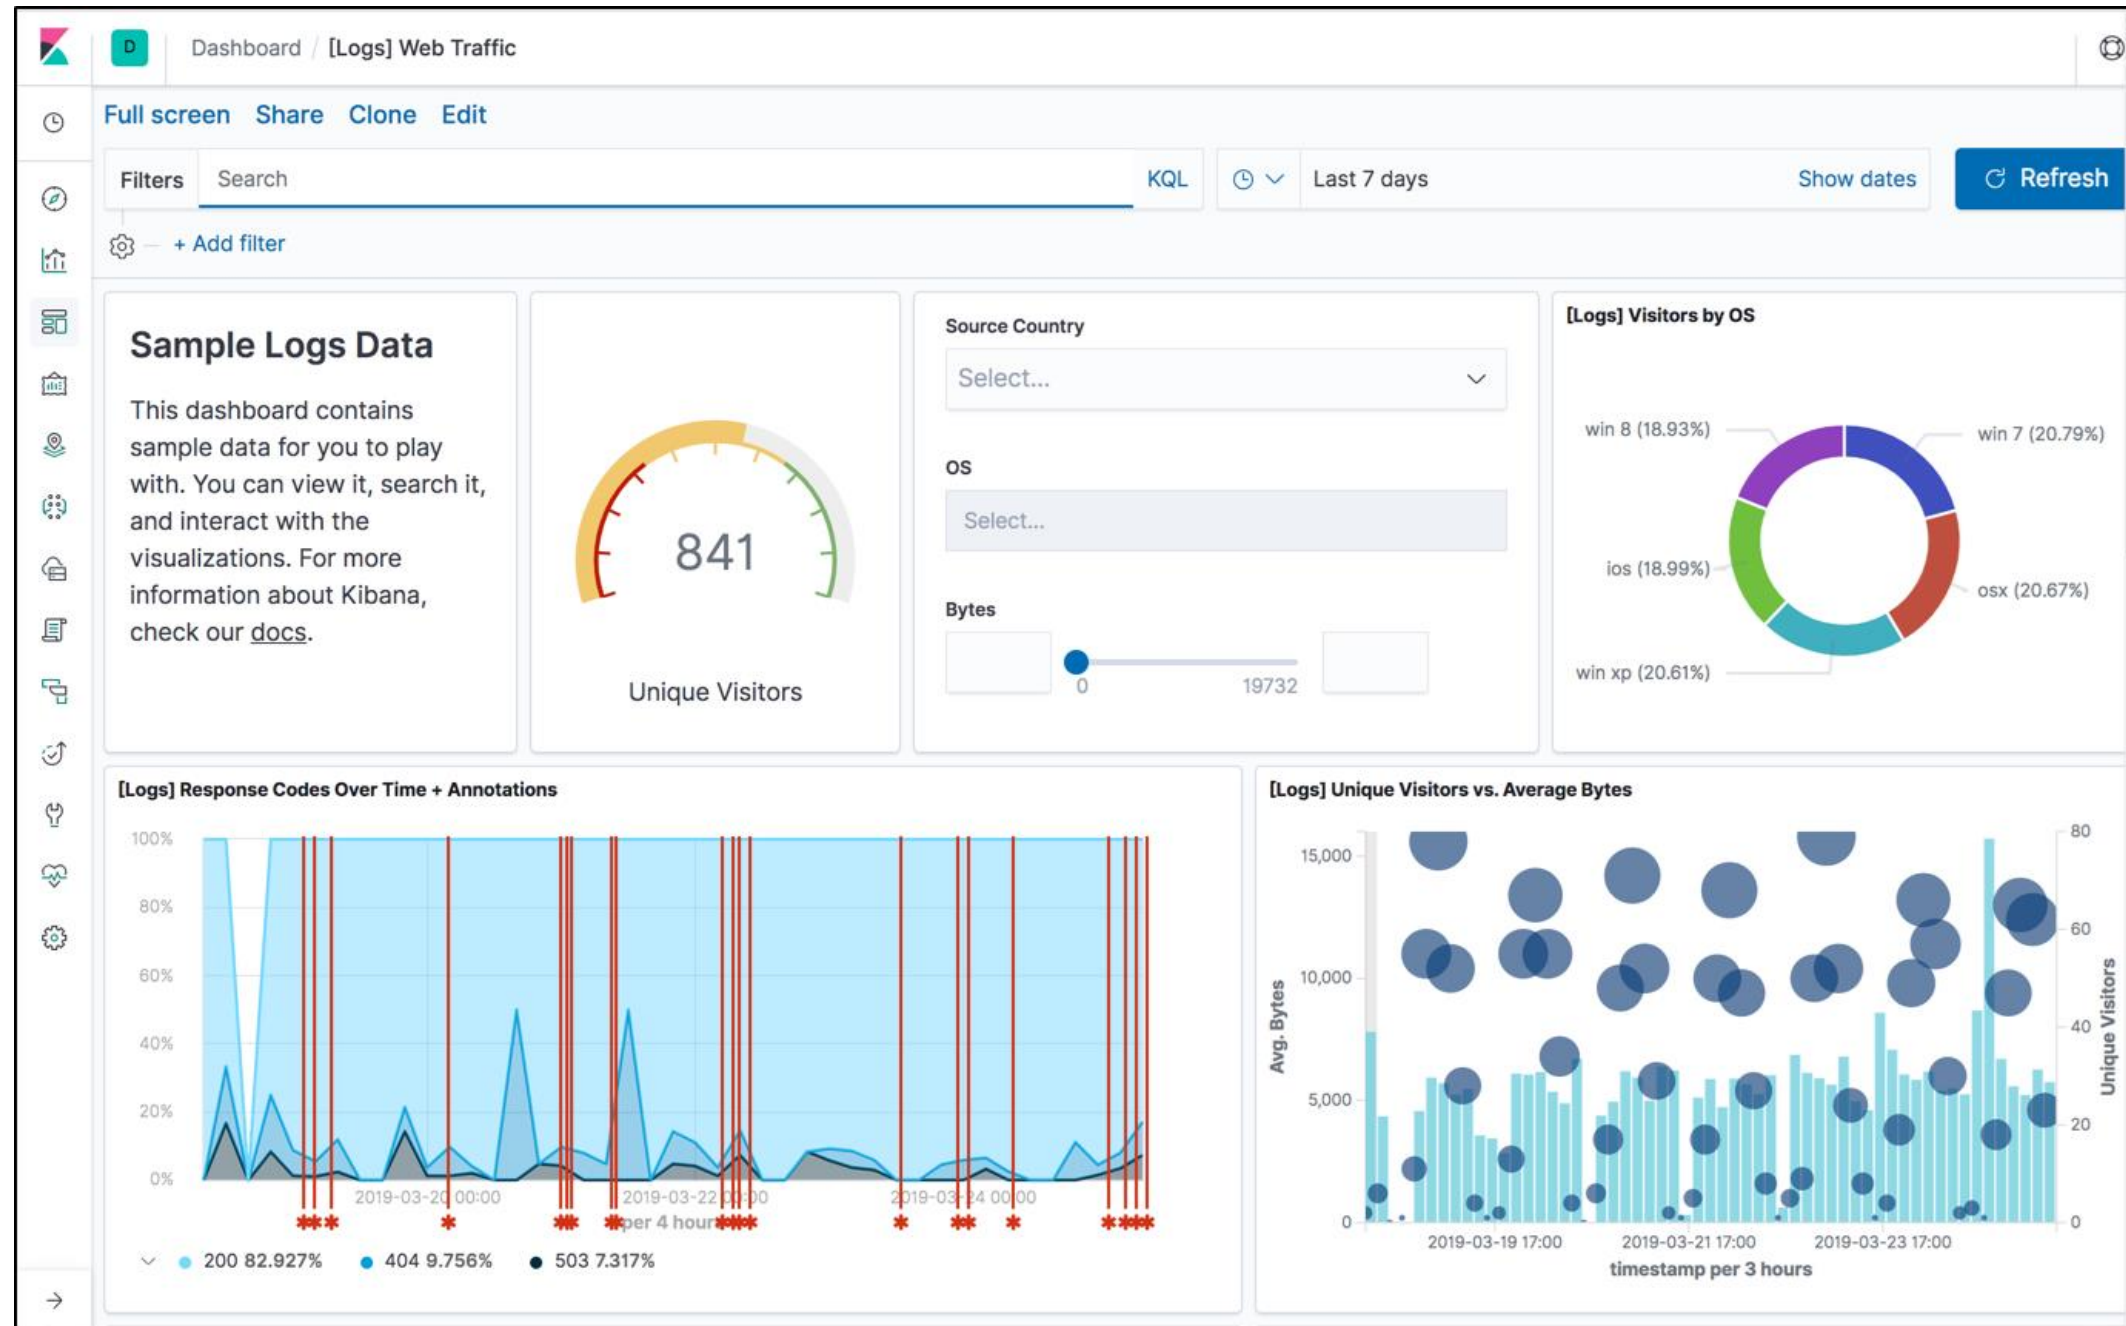 D
Dashboard / [Logs] Web Traffic
Full screen Share Clone Edit
Filters Search KQL Last 7 days Show dates Refresh
+ Add filter
Sample Logs Data
This dashboard contains
sample data for you to play
with. You can view it, search it,
and interact with the
visualizations. For more
information about Kibana,
check our docs.
841
Unique Visitors
Source Country
Select...
OS
Select...
Bytes
0 19732
[Logs] Visitors by OS
win 8 (18.93%)
win 7 (20.79%)
ios (18.99%)
osx (20.67%)
win xp (20.61%)
[Logs] Response Codes Over Time + Annotations
100%
80%
60%
40%
20%
0%
2019-03-20 00:00 2019-03-22 00:00 2019-03-24 00:00
per 4 hours
200 82.927% 404 9.756% 503 7.317%
[Logs] Unique Visitors vs. Average Bytes
15,000
10,000
5,000
0
Avg. Bytes
80
60
40
20
0
Unique Visitors
2019-03-19 17:00 2019-03-21 17:00 2019-03-23 17:00
timestamp per 3 hours